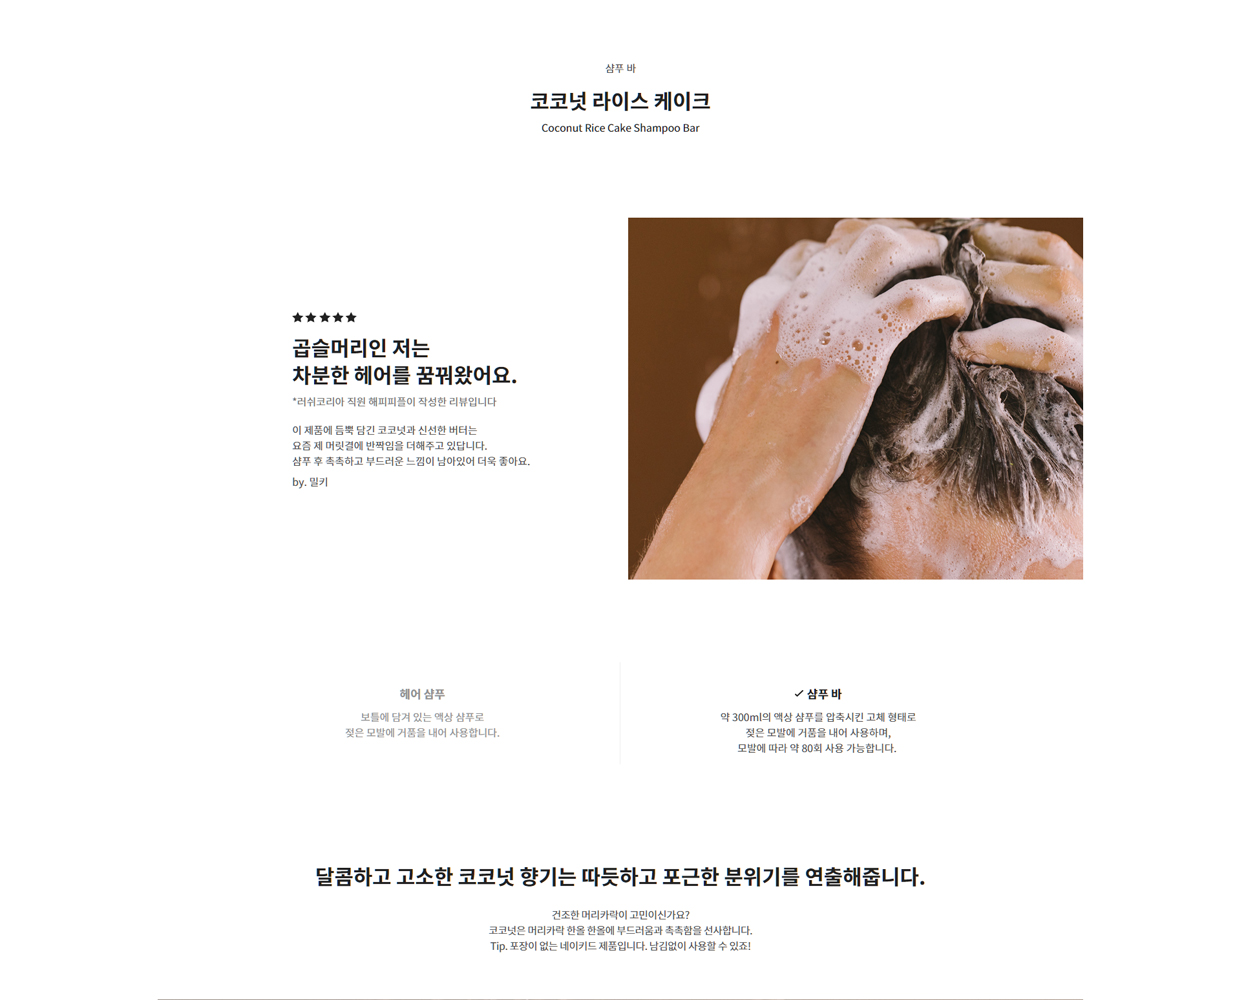 샴푸 바
코코넛 라이스 케이크
Coconut Rice Cake Shampoo Bar
★★★★★
곱슬머리인 저는
차분한 헤어를 꿈꿔왔어요.
*러쉬코리아 직원 해피피플이 작성한 리뷰입니다
이 제품에 듬뿍 담긴 코코넛과 신선한 버터는
요즘 제 머릿결에 반짝임을 더해주고 있답니다.
샴푸 후 촉촉하고 부드러운 느낌이 남아있어 더욱 좋아요.
by. 밀키
헤어 샴푸
보틀에 담겨 있는 액상 샴푸로
젖은 모발에 거품을 내어 사용합니다.
✓ 샴푸 바
약 300ml의 액상 샴푸를 압축시킨 고체 형태로
젖은 모발에 거품을 내어 사용하며,
모발에 따라 약 80회 사용 가능합니다.
달콤하고 고소한 코코넛 향기는 따듯하고 포근한 분위기를 연출해줍니다.
건조한 머리카락이 고민이신가요?
코코넛은 머리카락 한올 한올에 부드러움과 촉촉함을 선사합니다.
Tip. 포장이 없는 네이키드 제품입니다. 남김없이 사용할 수 있죠!